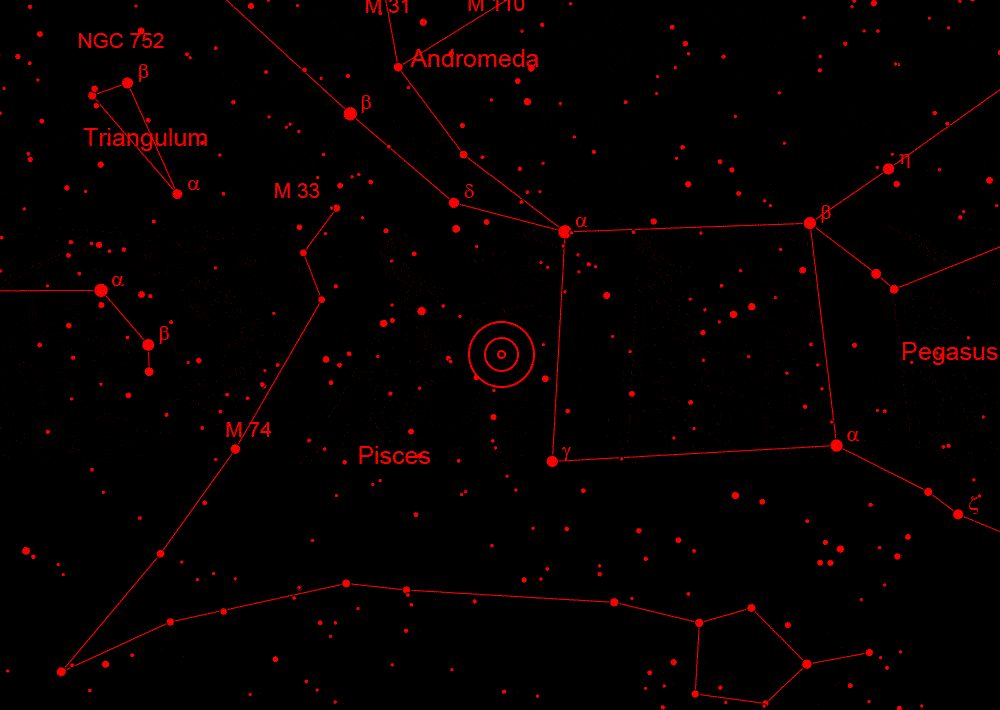 M 31
M 110
NGC 752
Andromeda
β
β
Triangulum
η
α
M 33
δ
α
β
α
β
Pegasus
M 74
α
Pisces
γ
ζ